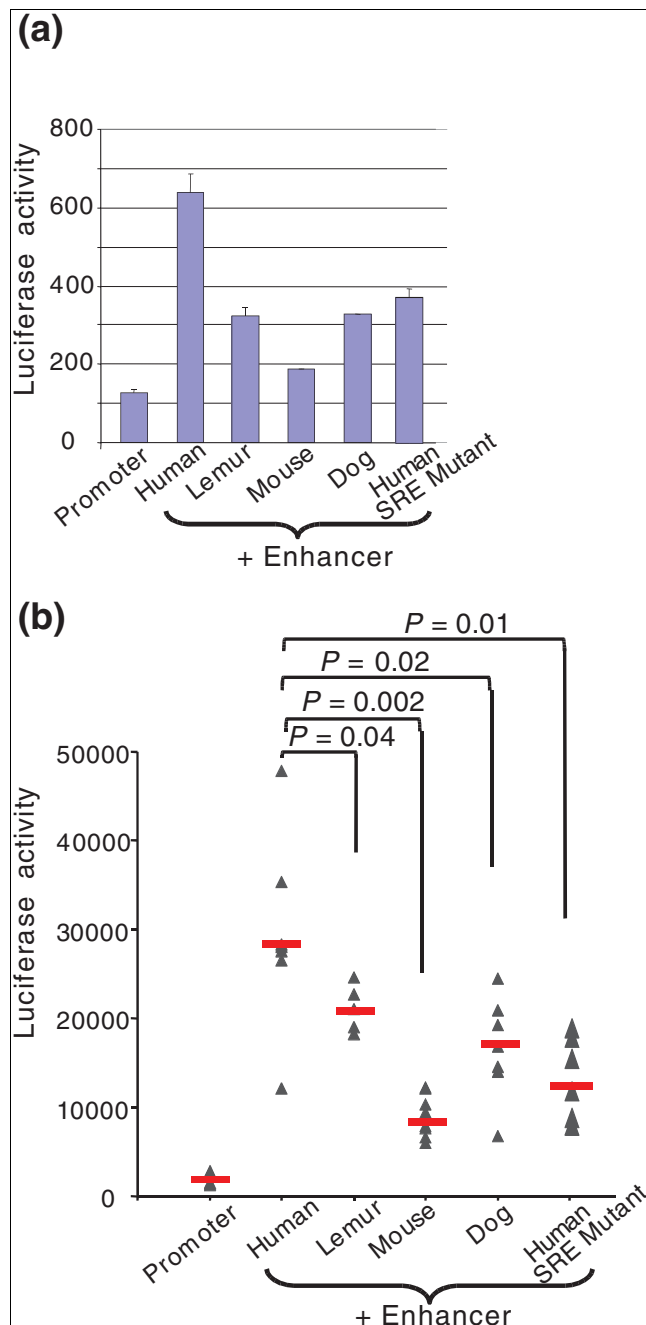 (a)
Luciferase activity
800
600
400
200
0
Promoter
Human
Lemur
Mouse
Dog
Human
SRE Mutant
+ Enhancer
(b)
P = 0.01
P = 0.02
P = 0.002
P = 0.04
Luciferase activity
50000
40000
30000
20000
10000
0
Promoter
Human
Lemur
Mouse
Dog
Human
SRE Mutant
+ Enhancer